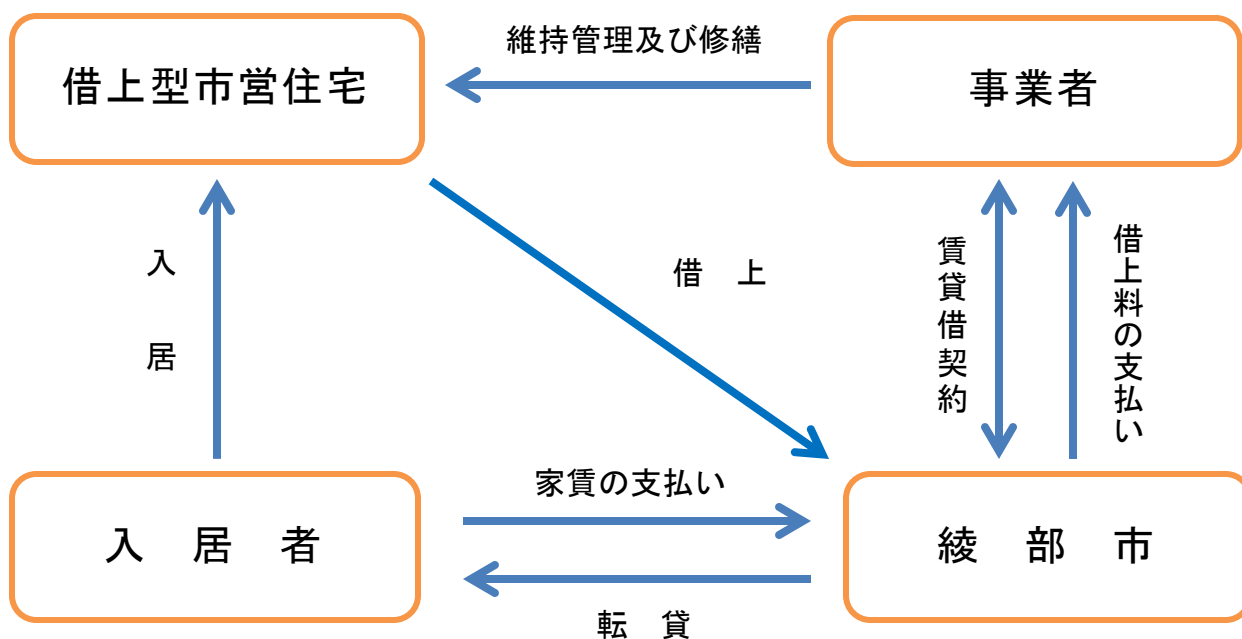 維持管理及び修繕
借上型市営住宅
事業者
入居
借　上
賃貸借契約
借上料の支払い
家賃の支払い
入　居　者
綾　部　市
転　貸